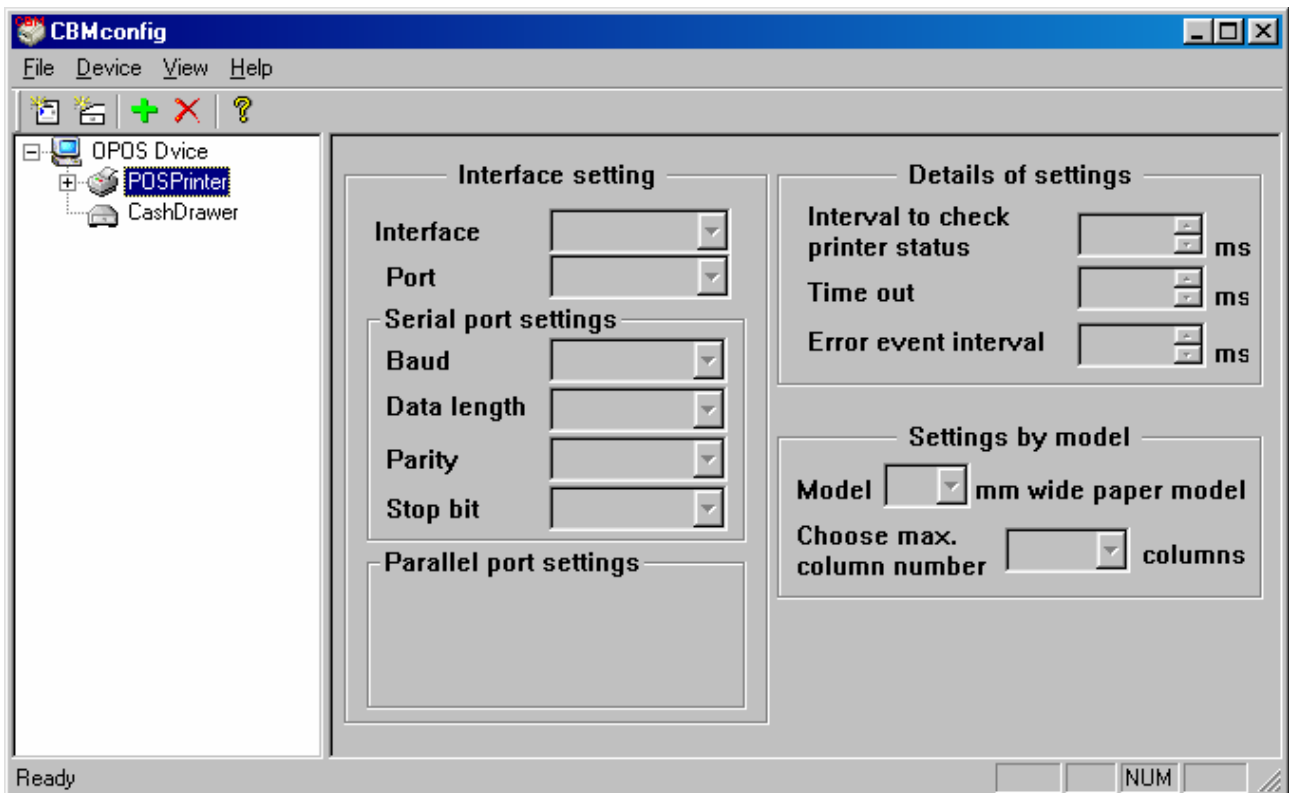 CBMconfig
File Device View Help
OPOS Dvice
POSPrinter
CashDrawer
Interface setting
Interface
Port
Serial port settings
Baud
Data length
Parity
Stop bit
Parallel port settings
Details of settings
Interval to check
printer status ms
Time out ms
Error event interval ms
Settings by model
Model mm wide paper model
Choose max.
column number columns
Ready NUM